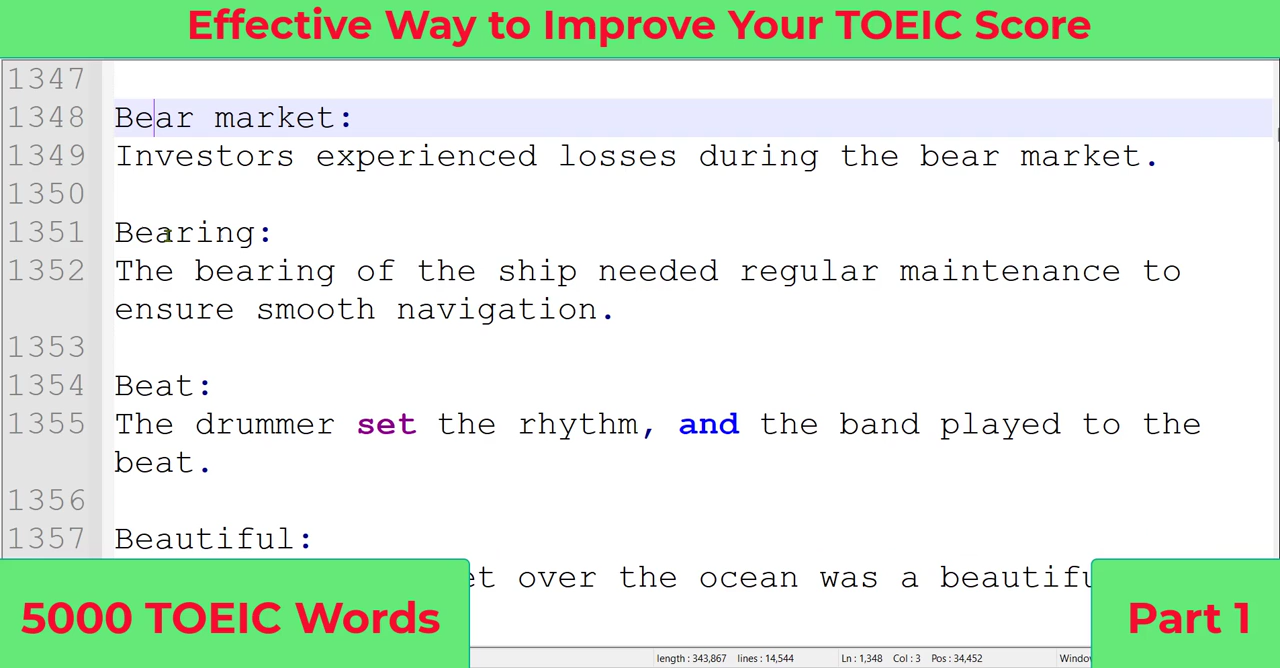 Effective Way to Improve Your TOEIC Score
1347
1348 Bear market:
1349 Investors experienced losses during the bear market.
1350
1351 Bearing:
1352 The bearing of the ship needed regular maintenance to
ensure smooth navigation.
1353
1354 Beat:
1355 The drummer set the rhythm, and the band played to the
beat.
1356
1357 Beautiful:
over the ocean was a
5000 TOEIC Words
Part 1
length : 343,867 lines : 14,544 Ln : 1,348 Col : 3 Pos : 34,452